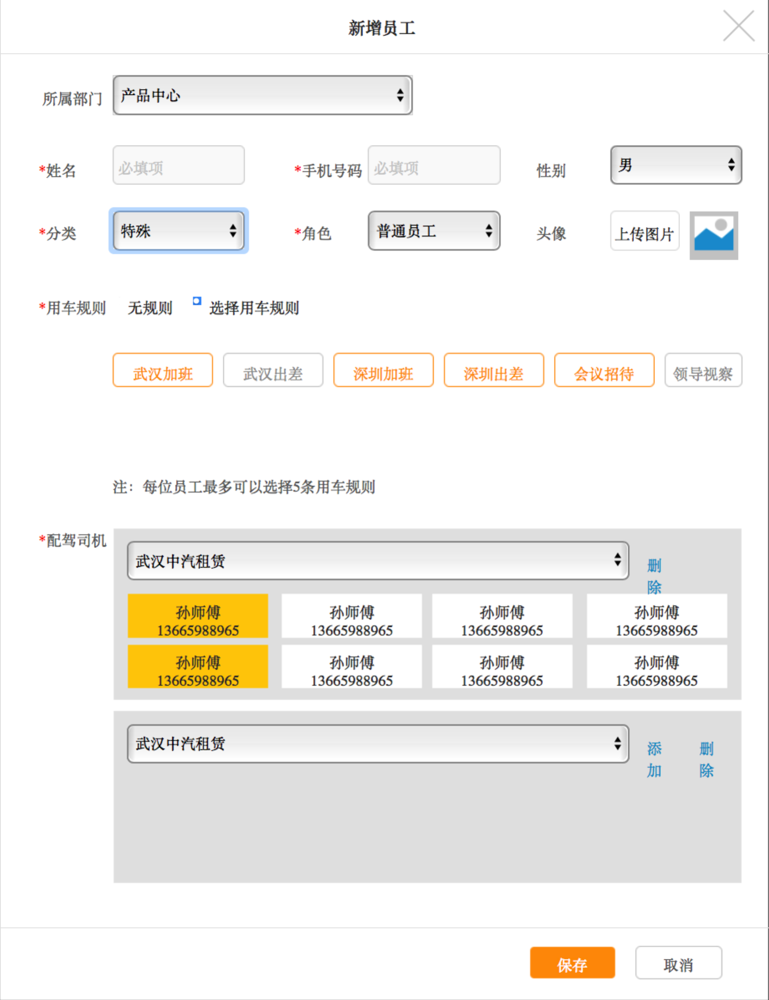 新增员工
所属部门 产品中心
*姓名 必填项 *手机号码 必填项 性别 男
*分类 特殊 *角色 普通员工 头像 上传图片
*用车规则 无规则 选择用车规则
武汉加班 武汉出差 深圳加班 深圳出差 会议招待 领导视察
注：每位员工最多可以选择5条用车规则
*配驾司机
武汉中汽租赁 删除
孙师傅 孙师傅 孙师傅 孙师傅
13665988965 13665988965 13665988965 13665988965
孙师傅 孙师傅 孙师傅 孙师傅
13665988965 13665988965 13665988965 13665988965
武汉中汽租赁 添加 删除
保存 取消